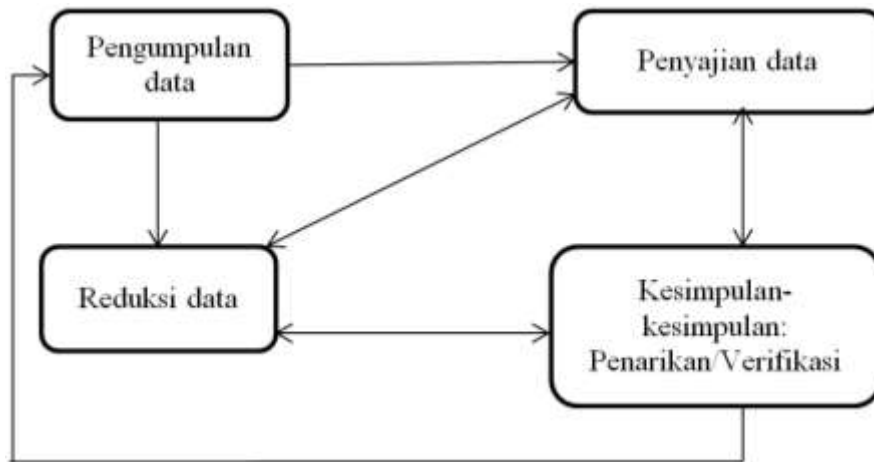 Pengumpulan
data
Penyajian data
Reduksi data
Kesimpulan-
kesimpulan:
Penarikan/Verifikasi